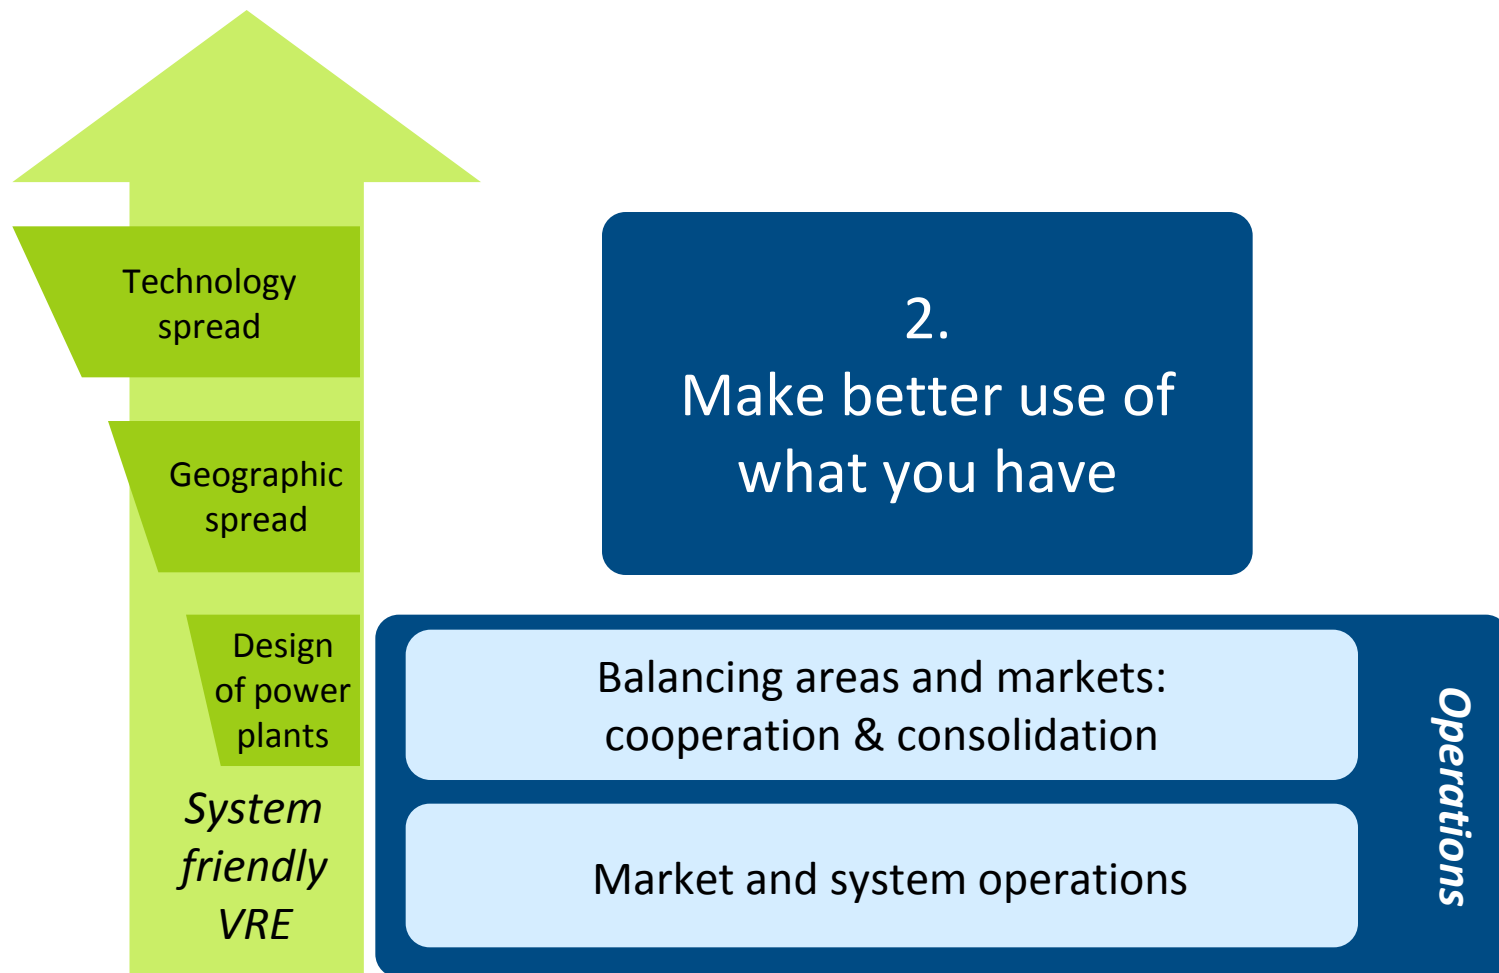 Technology
spread
Geographic
spread
Design
of power
plants
System
friendly
VRE
2.
Make better use of
what you have
Balancing areas and markets:
cooperation & consolidation
Market and system operations
Operations